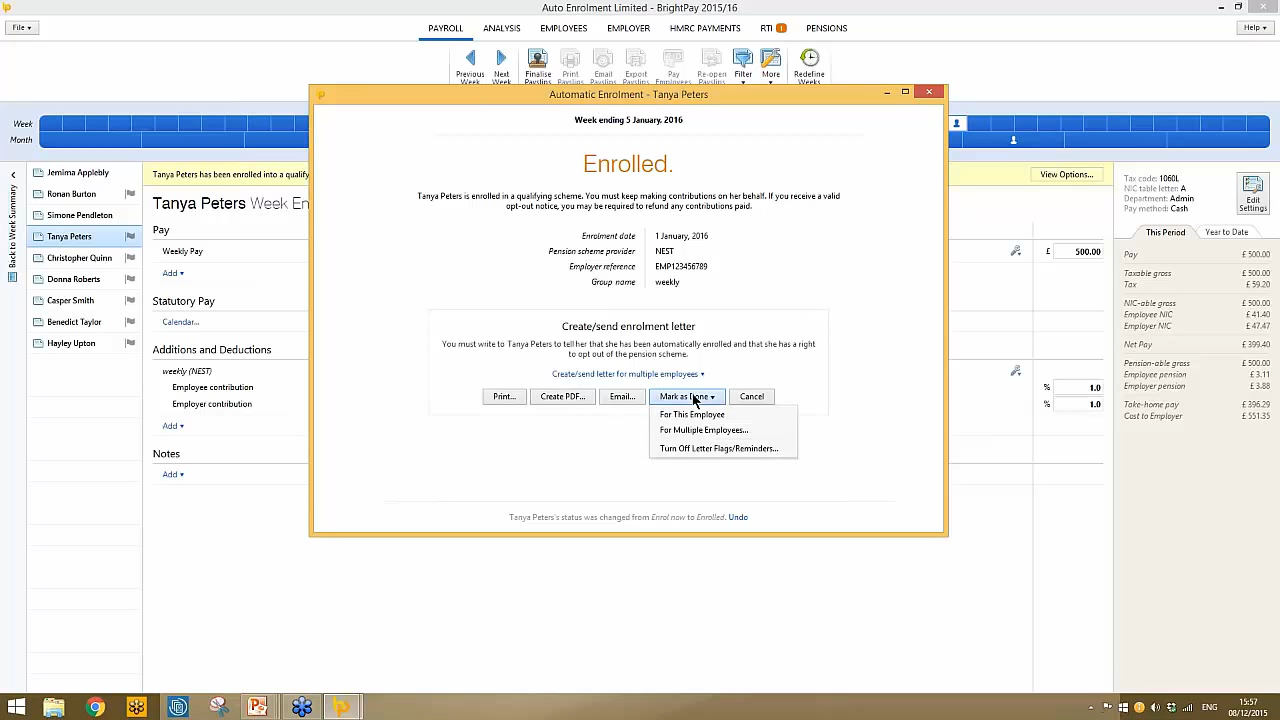 Auto Enrolment Limited - BrightPay 2015/16
File
PAYROLL ANALYSIS EMPLOYEES EMPLOYER HMRC PAYMENTS RTI PENSIONS
Help
Previous Week
Next Week
Finalise Payslips
Print Payslips
Email Payslips
Export Payslips
Pay Employees
Re-open Payslips
Filter
More
Redefine Weeks
Week
Month
Back to Week Summary
Jemima Applebly
Ronan Burton
Simone Pendleton
Tanya Peters
Christopher Quinn
Donna Roberts
Casper Smith
Benedict Taylor
Hayley Upton
Tanya Peters has been enrolled into a qualify
View Options...
Tanya Peters Week En
Pay
Weekly Pay
£ 500.00
Add
Statutory Pay
Calendar...
Additions and Deductions
weekly (NEST)
Employee contribution
% 1.0
Employer contribution
% 1.0
Add
Notes
Add
Automatic Enrolment - Tanya Peters
Week ending 5 January, 2016
Enrolled.
Tanya Peters is enrolled in a qualifying scheme. You must keep making contributions on her behalf. If you receive a valid
opt-out notice, you may be required to refund any contributions paid.
Enrolment date 1 January, 2016
Pension scheme provider NEST
Employer reference EMP123456789
Group name weekly
Create/send enrolment letter
You must write to Tanya Peters to tell her that she has been automatically enrolled and that she has a right
to opt out of the pension scheme.
Create/send letter for multiple employees
Print... Create PDF... Email... Mark as Done Cancel
For This Employee
For Multiple Employees...
Turn Off Letter Flags/Reminders...
Tanya Peters's status was changed from Enrol now to Enrolled. Undo
Tax code: 1060L
NIC table letter: A
Department: Admin
Pay method: Cash
Edit Settings
This Period Year to Date
Pay £ 500.00
Taxable gross £ 500.00
Tax £ 59.20
NIC-able gross £ 500.00
Employee NIC £ 41.40
Employer NIC £ 47.47
Net Pay £ 399.40
Pension-able gross £ 500.00
Employee pension £ 3.11
Employer pension £ 3.88
Take-home pay £ 396.29
Cost to Employer £ 551.35
ENG
15:57
08/12/2015